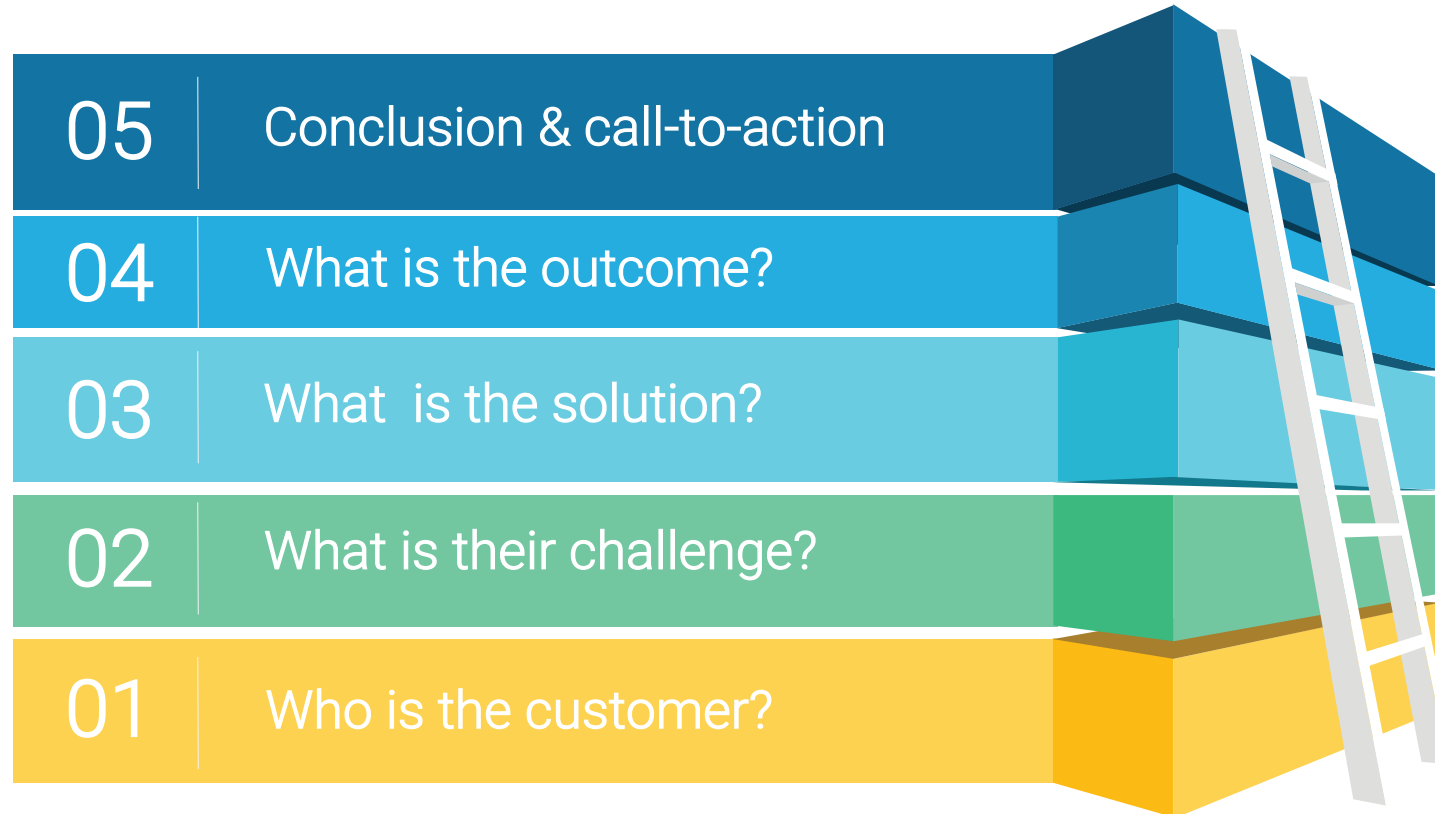 05 Conclusion & call-to-action
04 What is the outcome?
03 What  is the solution?
02 What is their challenge?
01 Who is the customer?